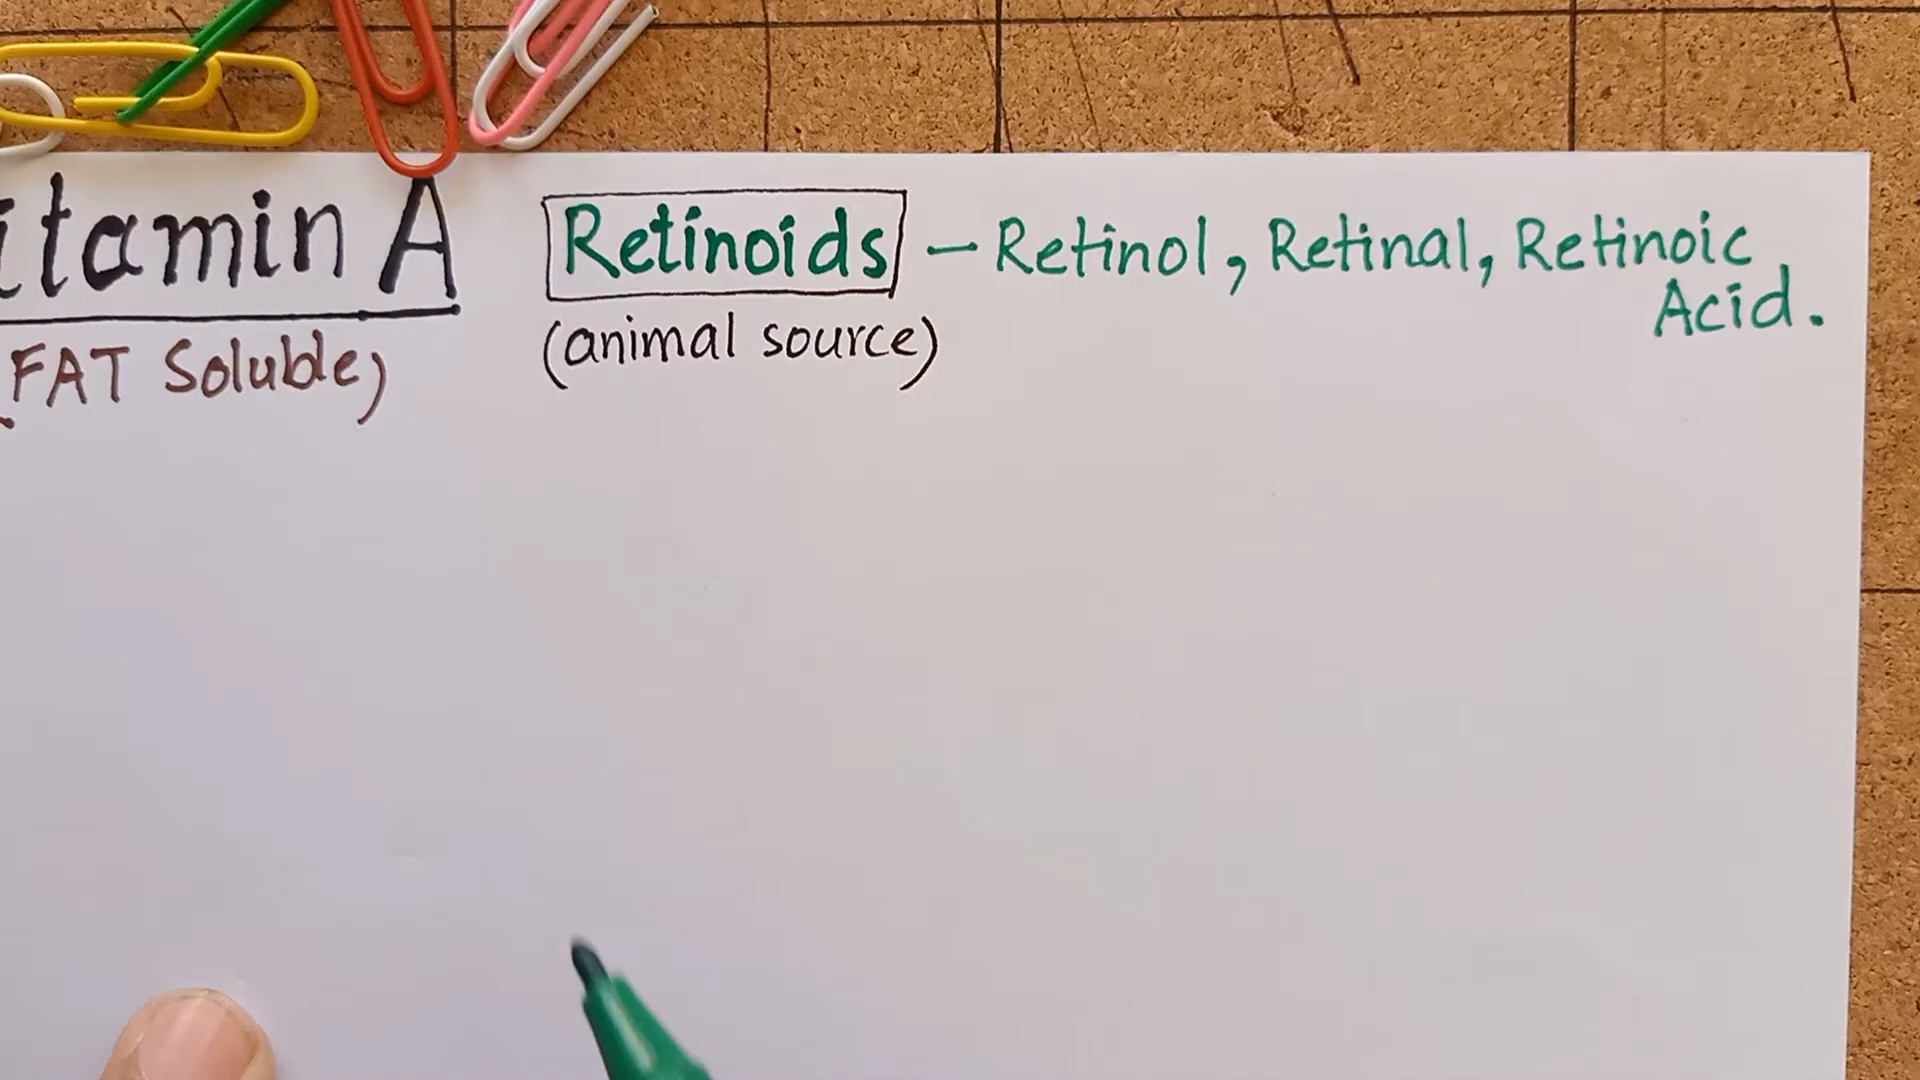 itamin A
(FAT Soluble)
Retinoids - Retinol, Retinal, Retinoic Acid.
(animal source)